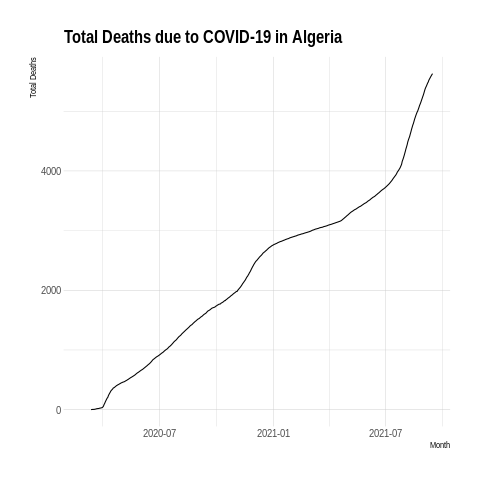 Total Deaths due to COVID-19 in Algeria
Total Deaths
4000
2000
0
2020-07 2021-01 2021-07
Month